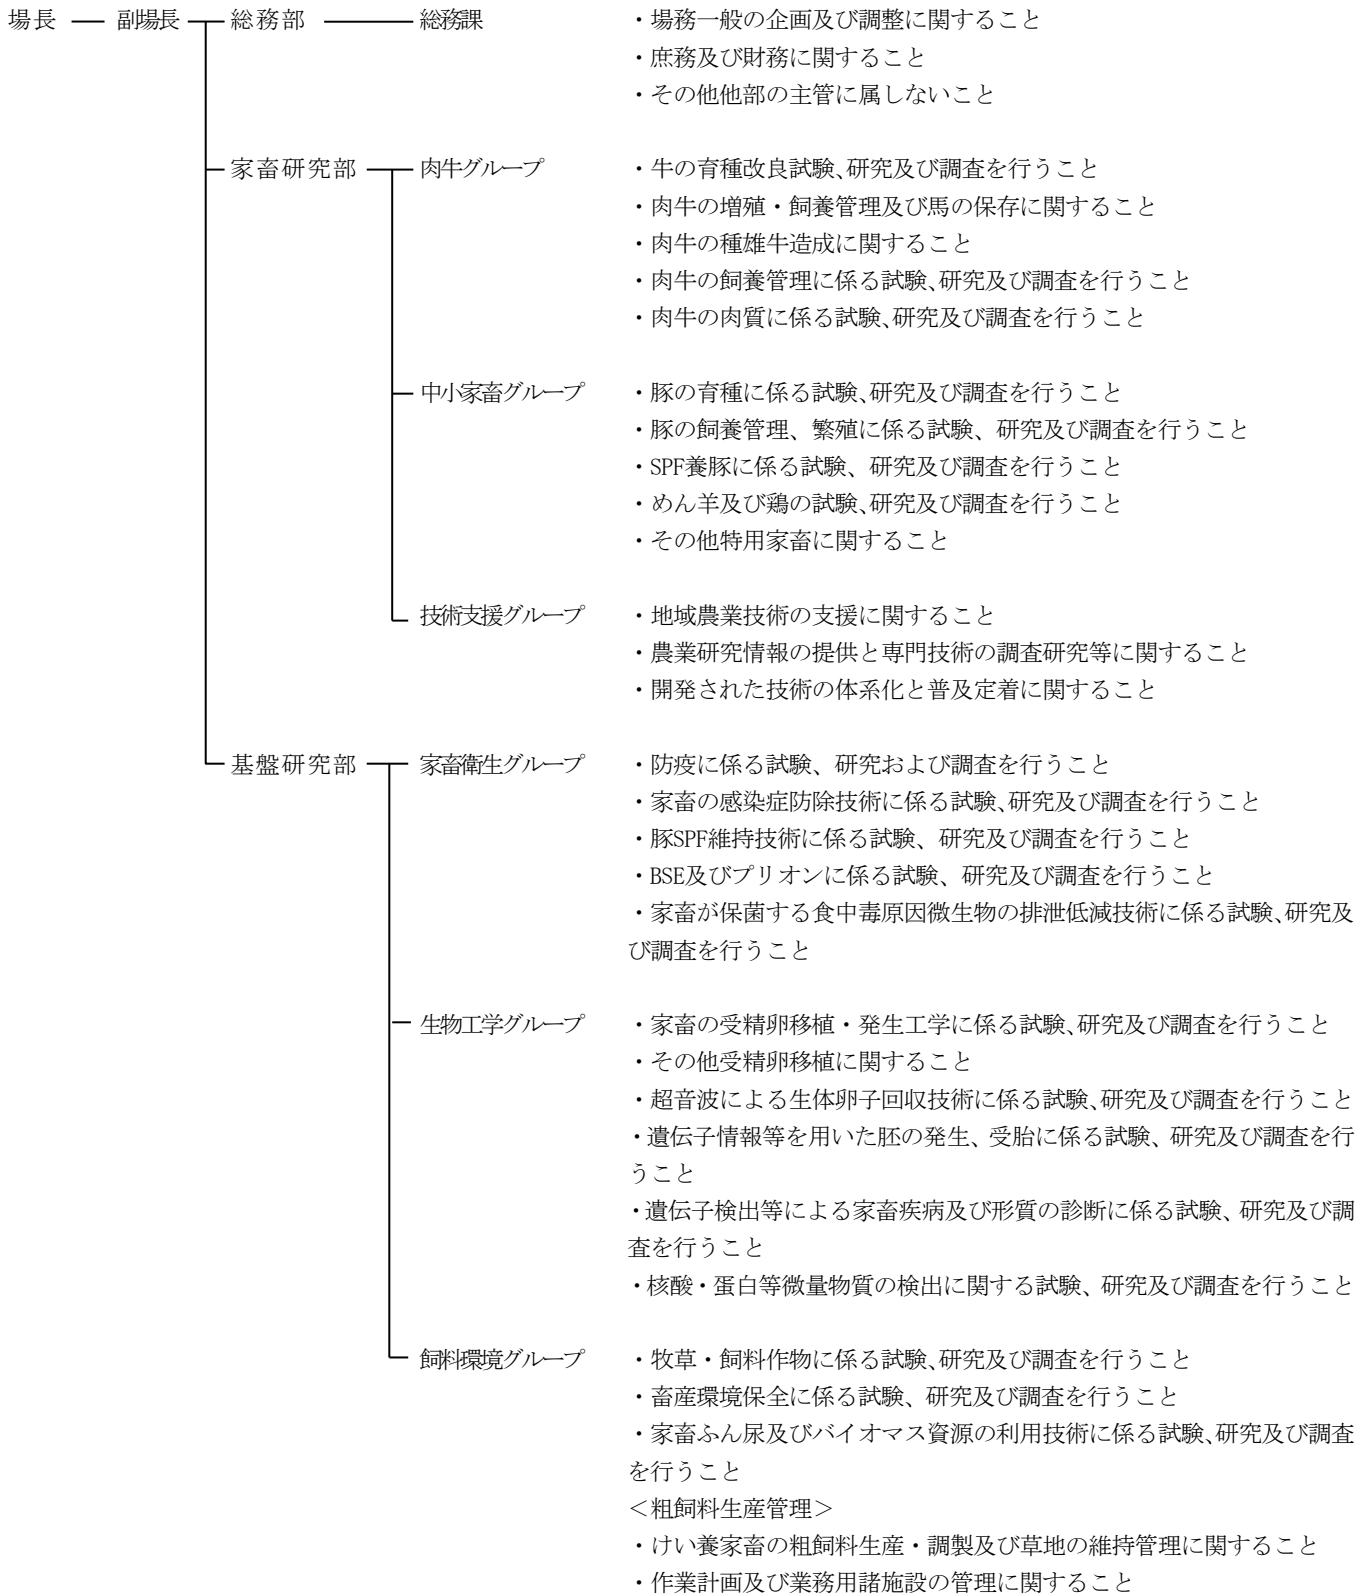 場長 副場長 総務部 総務課 ・場務一般の企画及び調整に関すること
・庶務及び財務に関すること
・その他他部の主管に属しないこと
家畜研究部 肉牛グループ ・牛の育種改良試験、研究及び調査を行うこと
・肉牛の増殖・飼養管理及び馬の保存に関すること
・肉牛の種雄牛造成に関すること
・肉牛の飼養管理に係る試験、研究及び調査を行うこと
・肉牛の肉質に係る試験、研究及び調査を行うこと
中小家畜グループ ・豚の育種に係る試験、研究及び調査を行うこと
・豚の飼養管理、繁殖に係る試験、研究及び調査を行うこと
・SPF養豚に係る試験、研究及び調査を行うこと
・めん羊及び鶏の試験、研究及び調査を行うこと
・その他特用家畜に関すること
技術支援グループ ・地域農業技術の支援に関すること
・農業研究情報の提供と専門技術の調査研究等に関すること
・開発された技術の体系化と普及定着に関すること
基盤研究部 家畜衛生グループ ・防疫に係る試験、研究および調査を行うこと
・家畜の感染症防除技術に係る試験、研究及び調査を行うこと
・豚SPF維持技術に係る試験、研究及び調査を行うこと
・BSE及びプリオンに係る試験、研究及び調査を行うこと
・家畜が保菌する食中毒原因微生物の排泄低減技術に係る試験、研究及
び調査を行うこと
生物工学グループ ・家畜の受精卵移植・発生工学に係る試験、研究及び調査を行うこと
・その他受精卵移植に関すること
・超音波による生体卵子回収技術に係る試験、研究及び調査を行うこと
・遺伝子情報等を用いた胚の発生、受胎に係る試験、研究及び調査を行
うこと
・遺伝子検出等による家畜疾病及び形質の診断に係る試験、研究及び調
査を行うこと
・核酸・蛋白等微量物質の検出に関する試験、研究及び調査を行うこと
飼料環境グループ ・牧草・飼料作物に係る試験、研究及び調査を行うこと
・畜産環境保全に係る試験、研究及び調査を行うこと
・家畜ふん尿及びバイオマス資源の利用技術に係る試験、研究及び調査
を行うこと
＜粗飼料生産管理＞
・けい養家畜の粗飼料生産・調製及び草地の維持管理に関すること
・作業計画及び業務用諸施設の管理に関すること